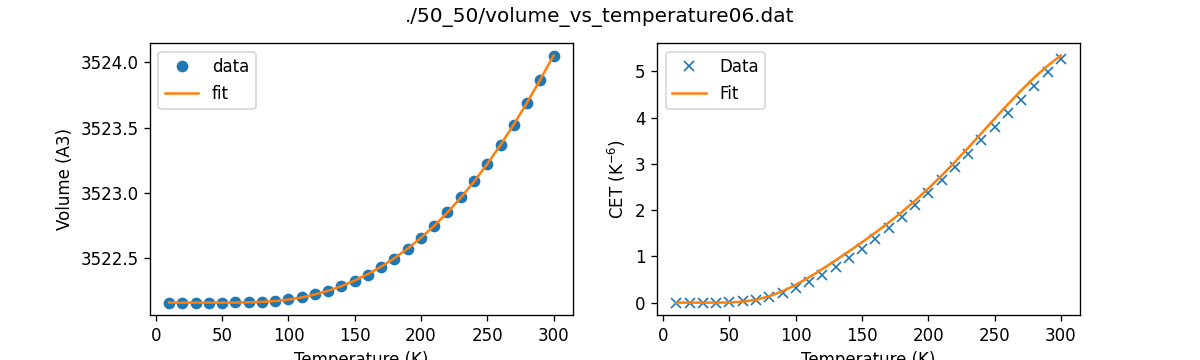 ./50_50/volume_vs_temperature06.dat
data
fit
3524.0
3523.5
3523.0
3522.5
Volume (A3)
0 50 100 150 200 250 300
Temperature (K)
Data
Fit
5
4
3
2
1
0
CET (K⁻⁶)
0 50 100 150 200 250 300
Temperature (K)